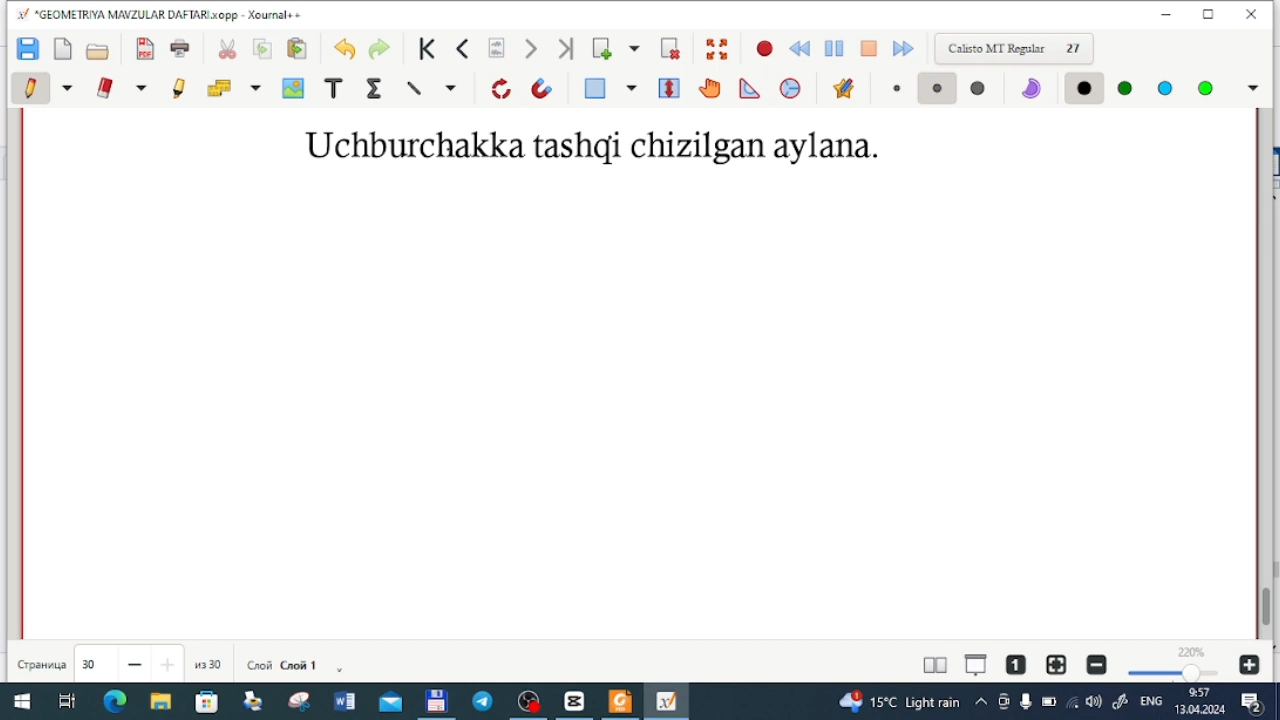 *GEOMETRIYA MAVZULAR DAFTARI.xopp - Xournal++
PDF
Calisto MT Regular 27
Uchburchakka tashqi chizilgan aylana.
Страница 30 из 30 Слой Слой 1
220%
15°C Light rain ENG
9:57
13.04.2024